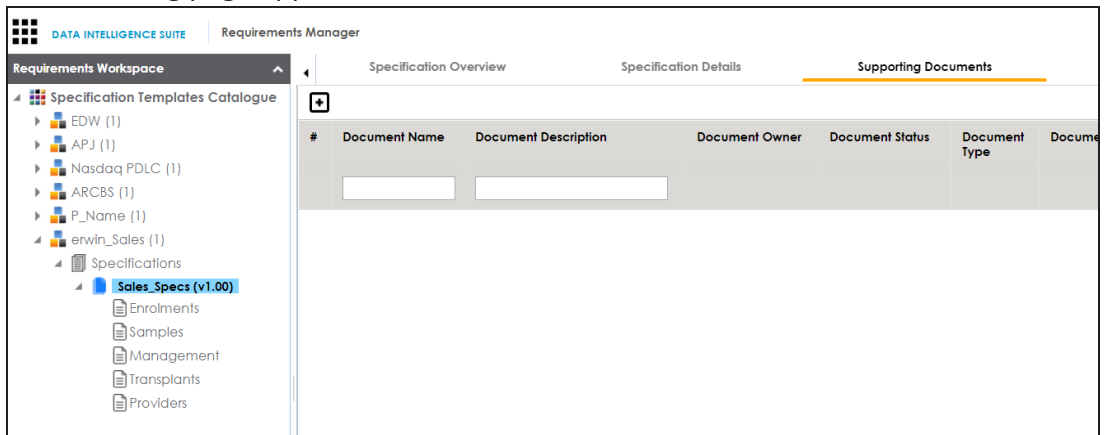 DATA INTELLIGENCE SUITE Requirements Manager
Requirements Workspace
Specification Overview Specification Details Supporting Documents
Specification Templates Catalogue
EDW (1)
APJ (1)
Nasdaq PDLC (1)
ARCBS (1)
P_Name (1)
erwin_Sales (1)
Specifications
Sales_Specs (v1.00)
Enrolments
Samples
Management
Transplants
Providers
# Document Name Document Description Document Owner Document Status Document Type Docume